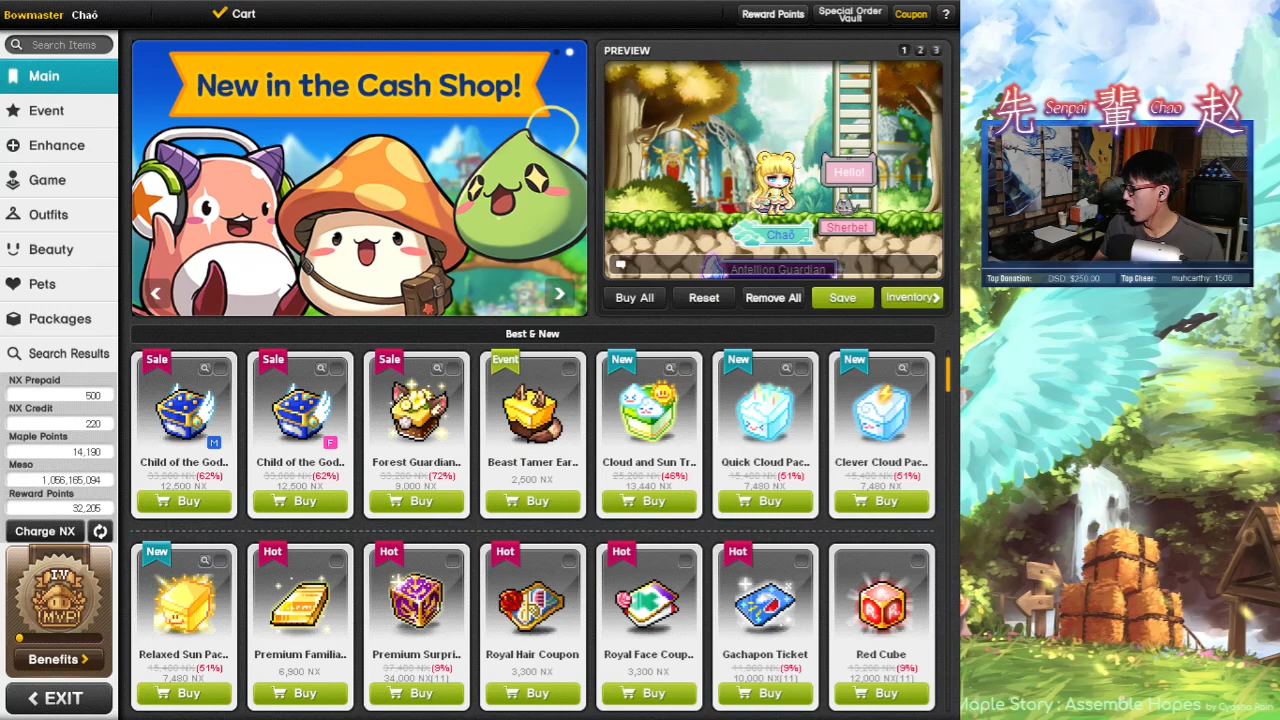 Bowmaster Chaó
Cart
Reward Points
Special Order Vault
Coupon
?
Search Items
Main
Event
Enhance
Game
Outfits
Beauty
Pets
Packages
Search Results
NX Prepaid
500
NX Credit
220
Maple Points
14,190
Meso
1,056,165,094
Reward Points
32,205
Charge NX
IV
MVP!
Benefits
EXIT
New in the Cash Shop!
PREVIEW
1 2 3
Hello!
Chaó
Sherbet
Antellion Guardian
Buy All
Reset
Remove All
Save
Inventory
Best & New
Sale
Sale
Sale
Event
New
New
New
M
F
Child of the God..
Child of the God..
Forest Guardian..
Beast Tamer Ear..
Cloud and Sun Tr..
Quick Cloud Pac..
Clever Cloud Pac..
33,000 NX(62%)
33,000 NX(62%)
33,200 NX(72%)
25,200 NX(46%)
15,400 NX(51%)
15,400 NX(51%)
12,500 NX
12,500 NX
9,000 NX
2,500 NX
13,440 NX
7,480 NX
7,480 NX
Buy
Buy
Buy
Buy
Buy
Buy
Buy
New
Hot
Hot
Hot
Hot
Hot
Relaxed Sun Pac..
Premium Familia..
Premium Surpri..
Royal Hair Coupon
Royal Face Coup..
Gachapon Ticket
Red Cube
15,400 NX(51%)
37,400 NX(9%)
11,000 NX(9%)
13,200 NX(9%)
7,480 NX
6,900 NX
34,000 NX(11)
3,300 NX
3,300 NX
10,000 NX(11)
12,000 NX(11)
Buy
Buy
Buy
Buy
Buy
Buy
Buy
先 Senpai 輩 Chao 赵
Top Donation: DSD: $250.00 Top Cheer: muhcarthy: 1500
Maple Story : Assemble Hopes by Cyasha Rain